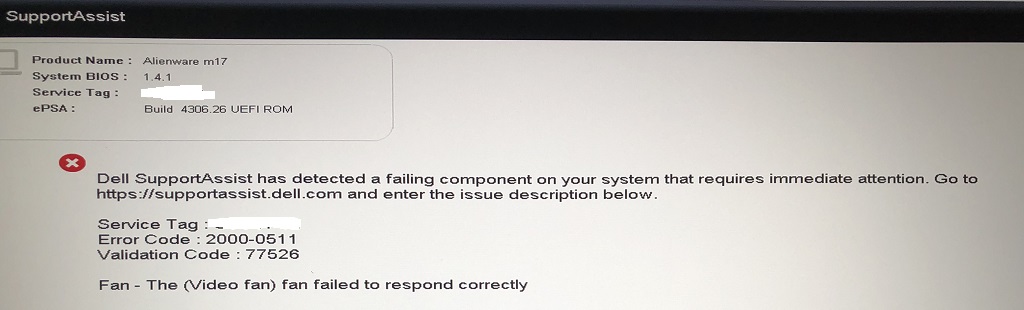 SupportAssist
Product Name : Alienware m17
System BIOS : 1.4.1
Service Tag :
ePSA : Build 4306.26 UEFI ROM
Dell SupportAssist has detected a failing component on your system that requires immediate attention. Go to
https://supportassist.dell.com and enter the issue description below.
Service Tag :
Error Code : 2000-0511
Validation Code : 77526
Fan - The (Video fan) fan failed to respond correctly